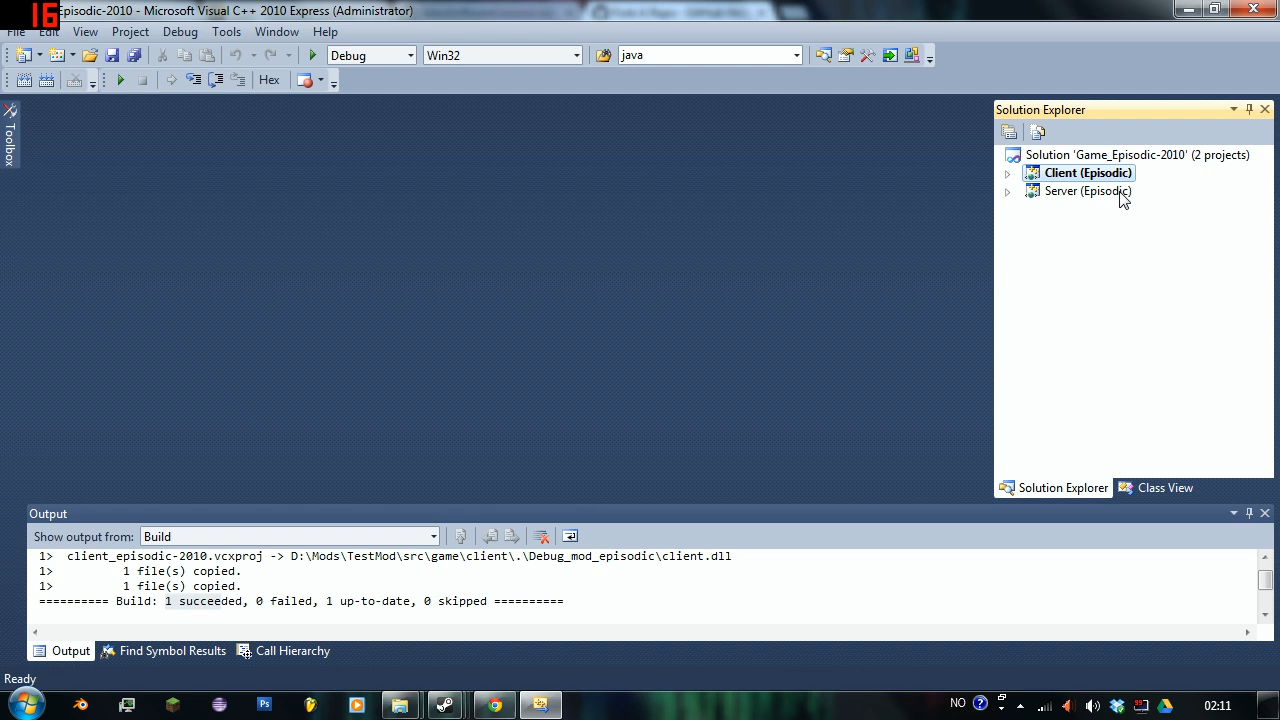 16
Episodic-2010 - Microsoft Visual C++ 2010 Express (Administrator)
File Edit View Project Debug Tools Window Help
Debug Win32 java
Hex
Toolbox
Solution Explorer
Solution 'Game_Episodic-2010' (2 projects)
Client (Episodic)
Server (Episodic)
Solution Explorer Class View
Output
Show output from: Build
1> client_episodic-2010.vcxproj -> D:\Mods\TestMod\src\game\client\.\Debug_mod_episodic\client.dll
1> 1 file(s) copied.
1> 1 file(s) copied.
========== Build: 1 succeeded, 0 failed, 1 up-to-date, 0 skipped ==========
Output Find Symbol Results Call Hierarchy
Ready
Ps NO 02:11